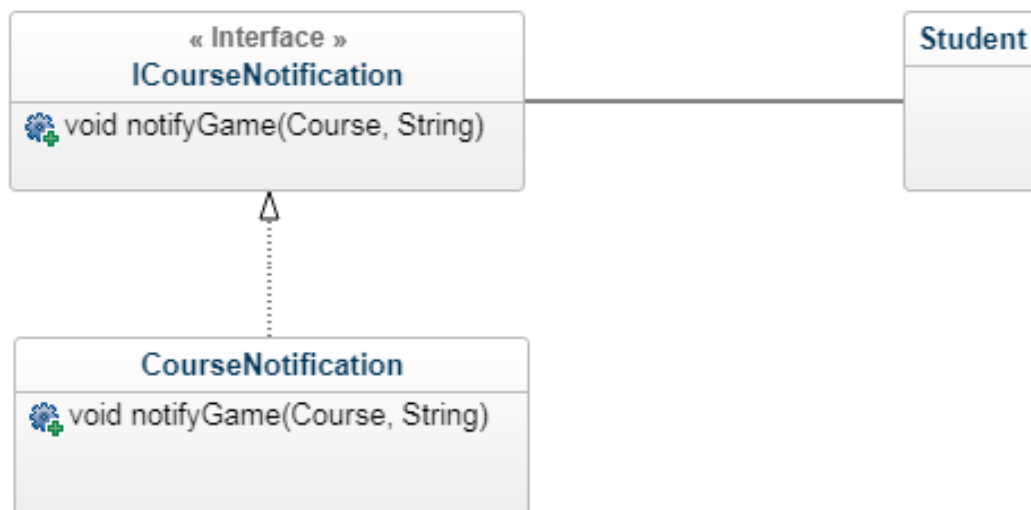 « Interface »
ICourseNotification
void notifyGame(Course, String)
Student
CourseNotification
void notifyGame(Course, String)